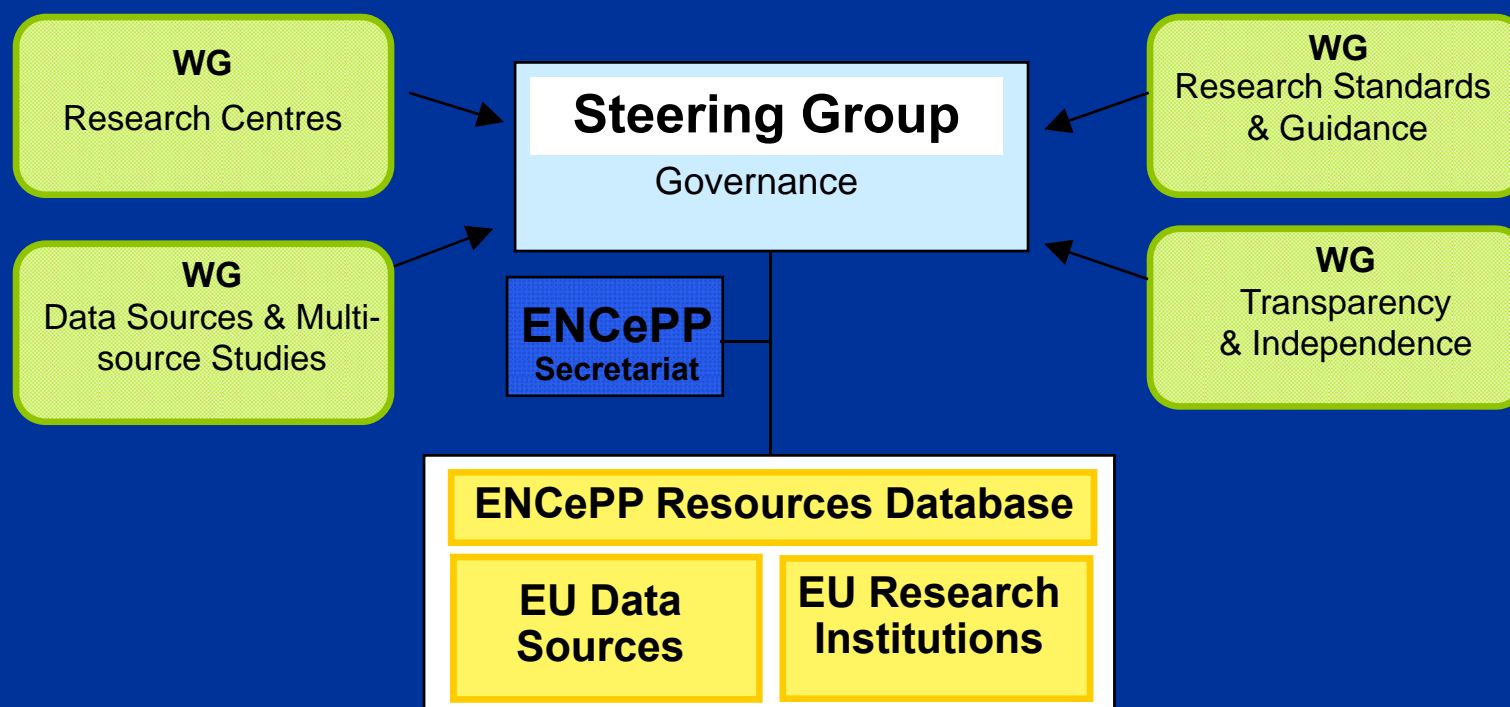 WG
Research Centres
WG
Data Sources & Multi-
source Studies
Steering Group
Governance
ENCePP
Secretariat
WG
Research Standards
& Guidance
WG
Transparency
& Independence
ENCePP Resources Database
EU Data
Sources
EU Research
Institutions